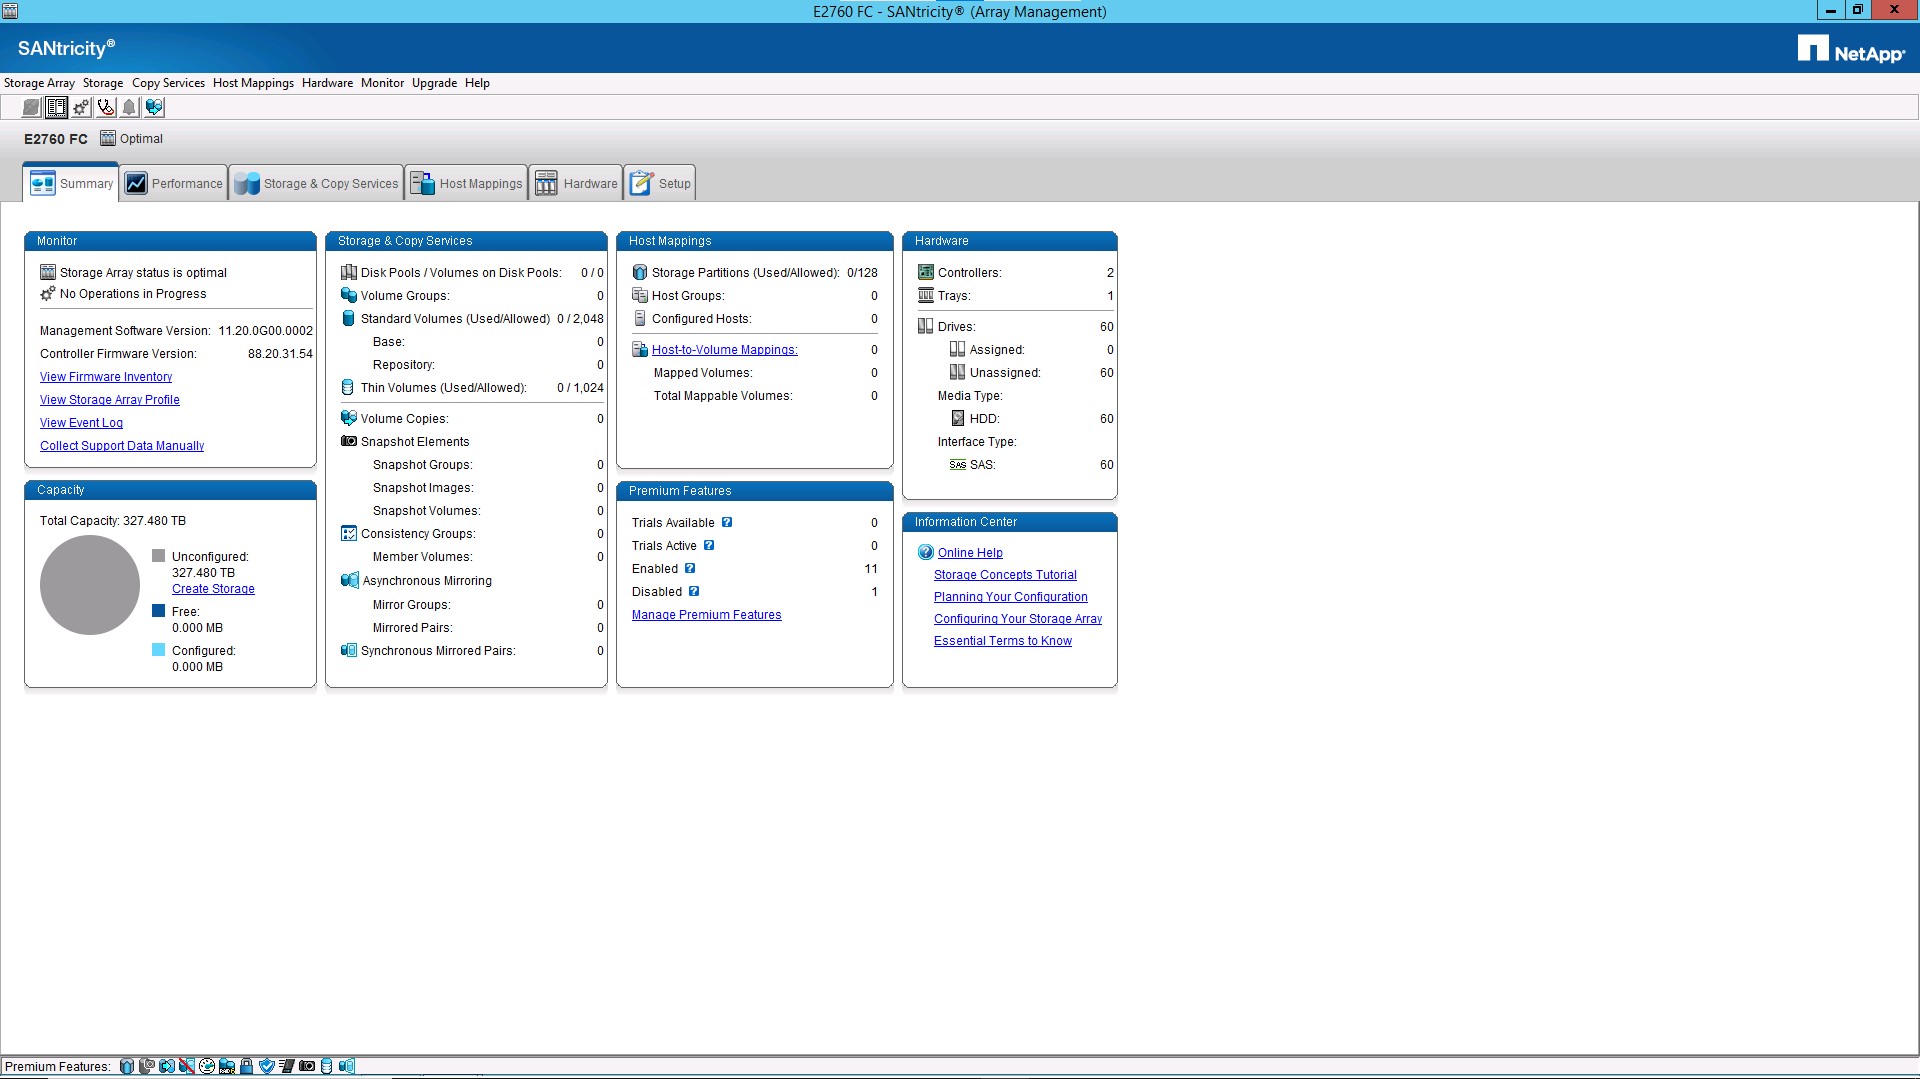 E2760 FC - SANtricity® (Array Management)
SANtricity®
NetApp®
Storage Array Storage Copy Services Host Mappings Hardware Monitor Upgrade Help
E2760 FC Optimal
Summary Performance Storage & Copy Services Host Mappings Hardware Setup
Monitor
Storage Array status is optimal
No Operations in Progress
Management Software Version: 11.20.0G00.0002
Controller Firmware Version: 88.20.31.54
View Firmware Inventory
View Storage Array Profile
View Event Log
Collect Support Data Manually
Capacity
Total Capacity: 327.480 TB
Unconfigured:
327.480 TB
Create Storage
Free:
0.000 MB
Configured:
0.000 MB
Storage & Copy Services
Disk Pools / Volumes on Disk Pools: 0 / 0
Volume Groups: 0
Standard Volumes (Used/Allowed) 0 / 2,048
Base: 0
Repository: 0
Thin Volumes (Used/Allowed): 0 / 1,024
Volume Copies: 0
Snapshot Elements
Snapshot Groups: 0
Snapshot Images: 0
Snapshot Volumes: 0
Consistency Groups: 0
Member Volumes: 0
Asynchronous Mirroring
Mirror Groups: 0
Mirrored Pairs: 0
Synchronous Mirrored Pairs: 0
Host Mappings
Storage Partitions (Used/Allowed): 0/128
Host Groups: 0
Configured Hosts: 0
Host-to-Volume Mappings: 0
Mapped Volumes: 0
Total Mappable Volumes: 0
Premium Features
Trials Available ? 0
Trials Active ? 0
Enabled ? 11
Disabled ? 1
Manage Premium Features
Hardware
Controllers: 2
Trays: 1
Drives: 60
Assigned: 0
Unassigned: 60
Media Type:
HDD: 60
Interface Type:
SAS SAS: 60
Information Center
? Online Help
Storage Concepts Tutorial
Planning Your Configuration
Configuring Your Storage Array
Essential Terms to Know
Premium Features: